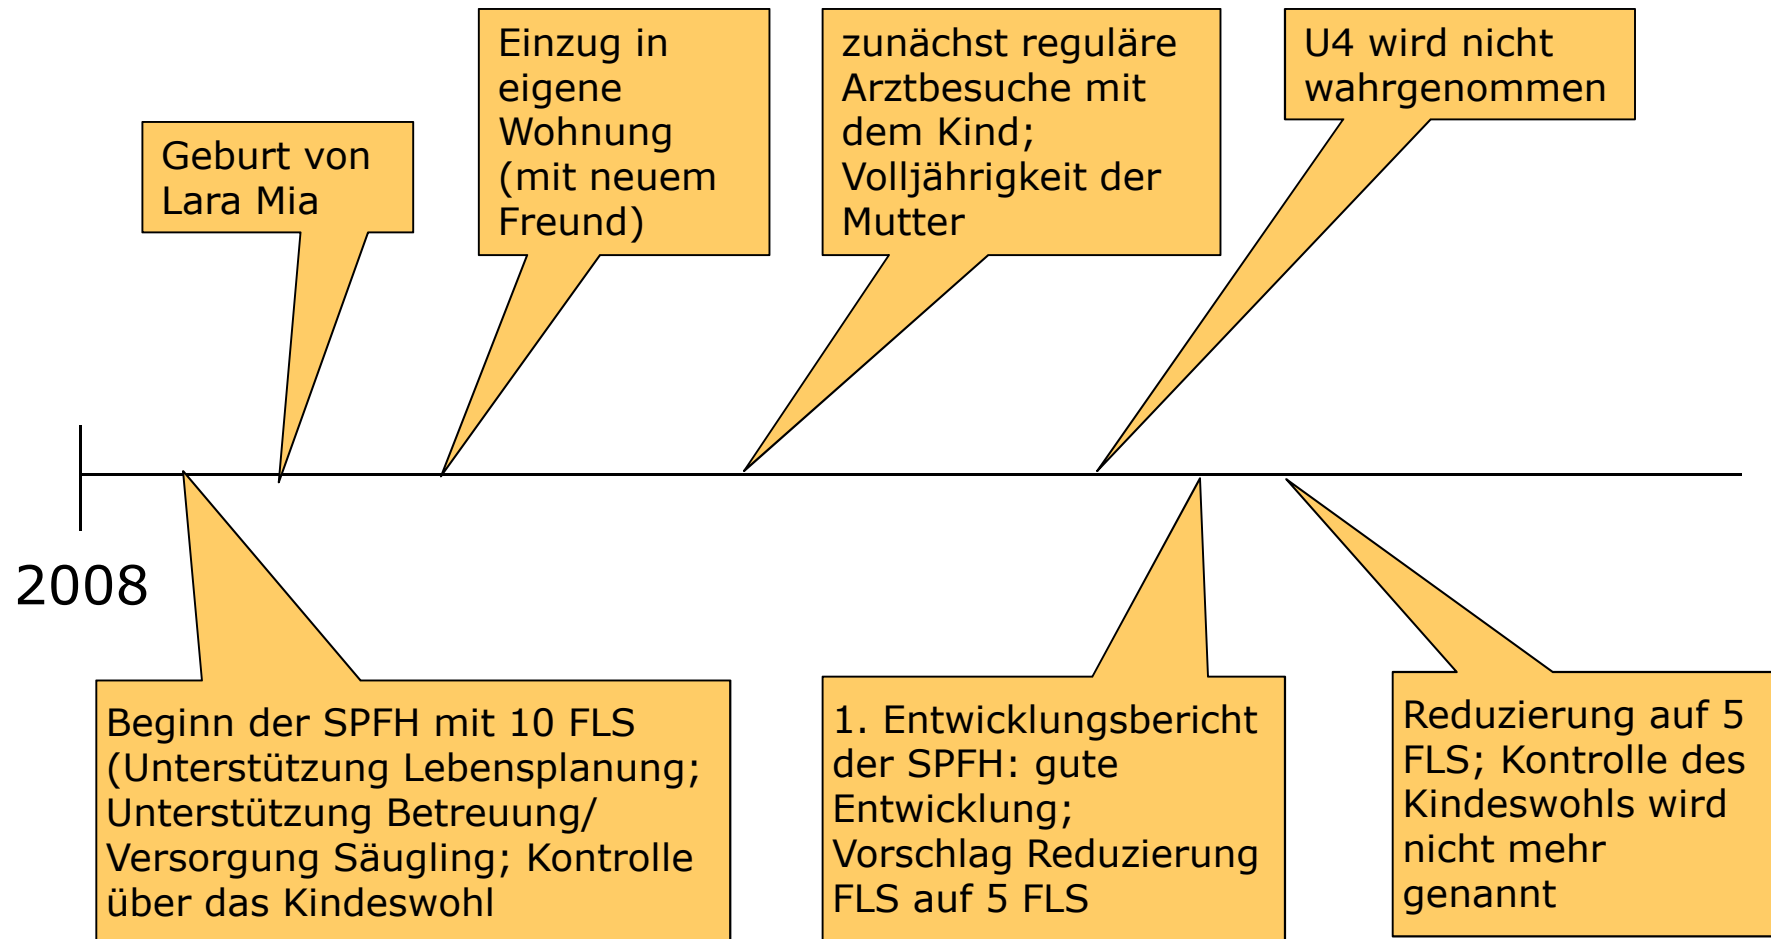 Geburt von
Lara Mia
Einzug in
eigene
Wohnung
(mit neuem
Freund)
zunächst reguläre
Arztbesuche mit
dem Kind;
Volljährigkeit der
Mutter
U4 wird nicht
wahrgenommen
2008
Beginn der SPFH mit 10 FLS
(Unterstützung Lebensplanung;
Unterstützung Betreuung/
Versorgung Säugling; Kontrolle
über das Kindeswohl
1. Entwicklungsbericht
der SPFH: gute
Entwicklung;
Vorschlag Reduzierung
FLS auf 5 FLS
Reduzierung auf 5
FLS; Kontrolle des
Kindeswohls wird
nicht mehr
genannt